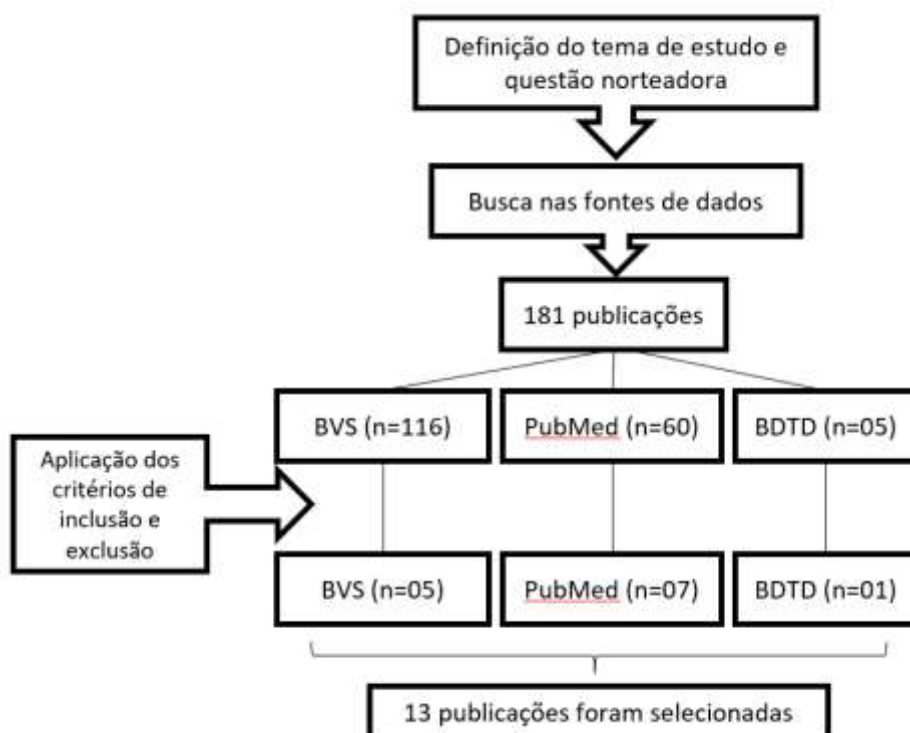 Definição do tema de estudo e
questão norteadora
Busca nas fontes de dados
181 publicações
BVS (n=116)
PubMed (n=60)
BDTD (n=05)
Aplicação dos
critérios de
inclusão e
exclusão
BVS (n=05)
PubMed (n=07)
BDTD (n=01)
13 publicações foram selecionadas